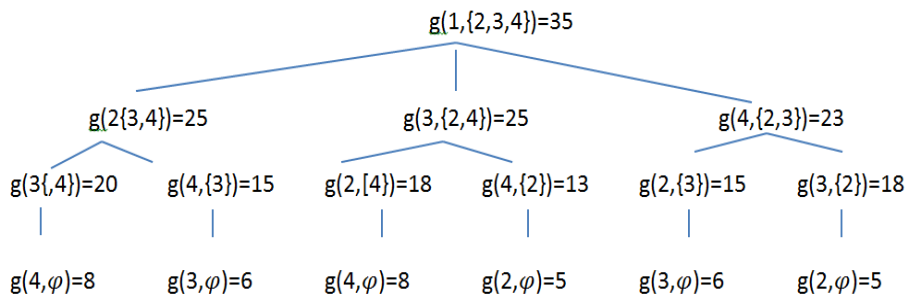 g(1,{2,3,4})=35
g(2{3,4})=25 g(3,{2,4})=25 g(4,{2,3})=23
g(3{,4})=20 g(4,{3})=15 g(2,[4})=18 g(4,{2})=13 g(2,{3})=15 g(3,{2})=18
g(4,𝜑)=8 g(3,𝜑)=6 g(4,𝜑)=8 g(2,𝜑)=5 g(3,𝜑)=6 g(2,𝜑)=5